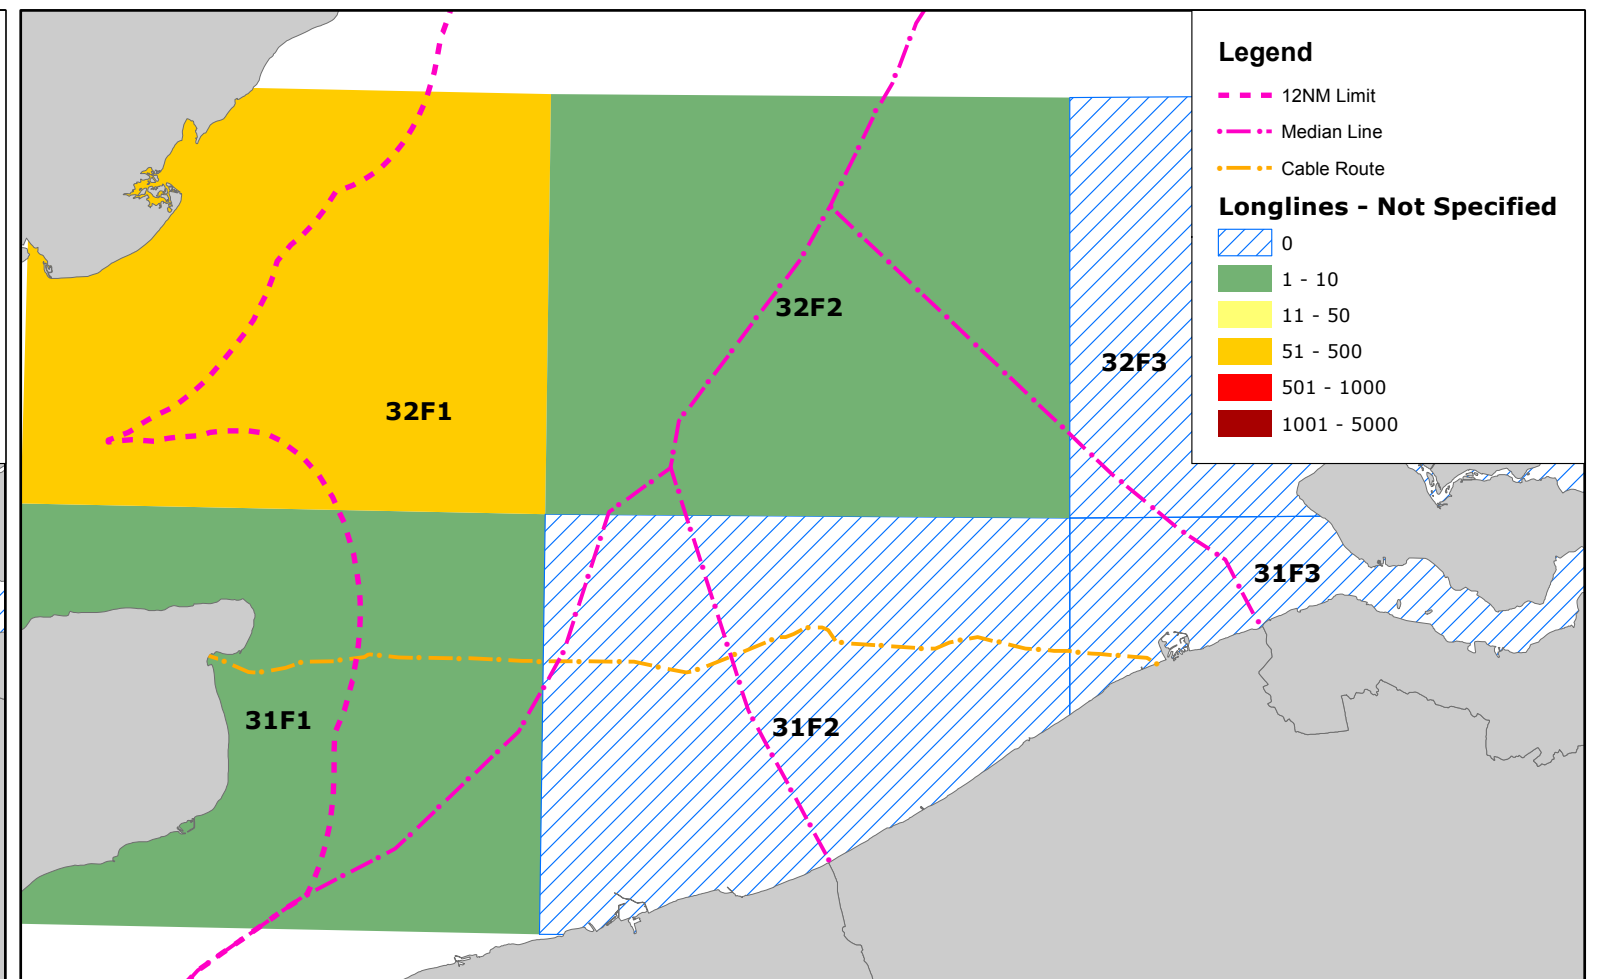 Legend
12NM Limit
Median Line
Cable Route
Longlines - Not Specified
0
1 - 10
11 - 50
51 - 500
501 - 1000
1001 - 5000
32F2
32F3
32F1
31F3
31F1
31F2